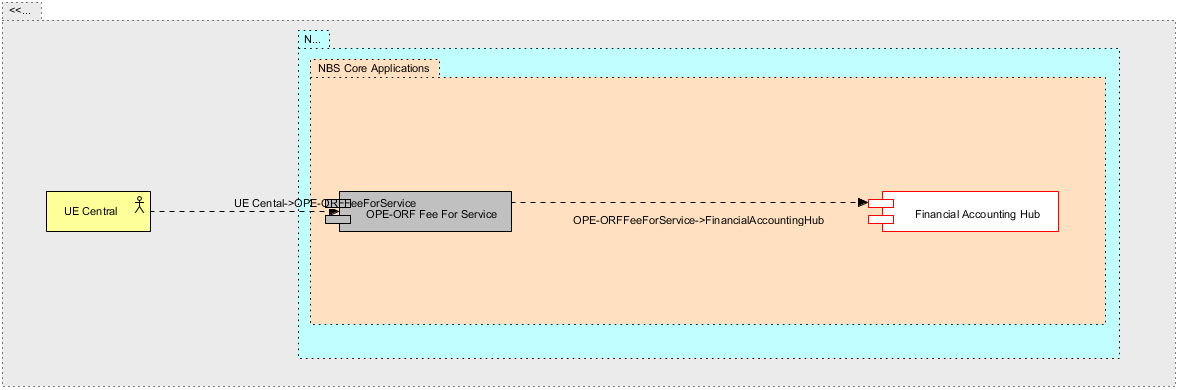 <<...
N...
NBS Core Applications
UE Central
UE Cental->OPE-ORFFeeForService
OPE-ORF Fee For Service
OPE-ORFFeeForService->FinancialAccountingHub
Financial Accounting Hub